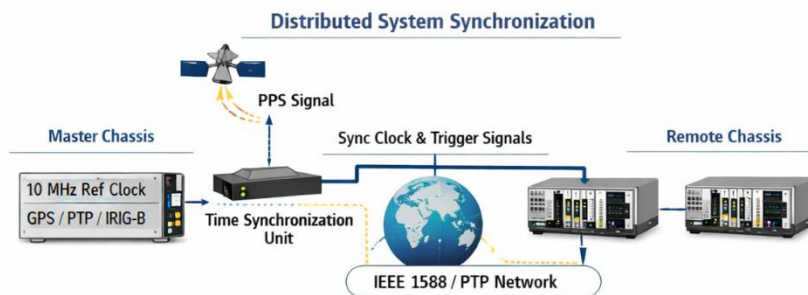 Distributed System Synchronization
PPS Signal
Master Chassis
Sync Clock & Trigger Signals
Remote Chassis
10 MHz Ref Clock
GPS / PTP / IRIG-B
Time Synchronization
Unit
IEEE 1588 / PTP Network